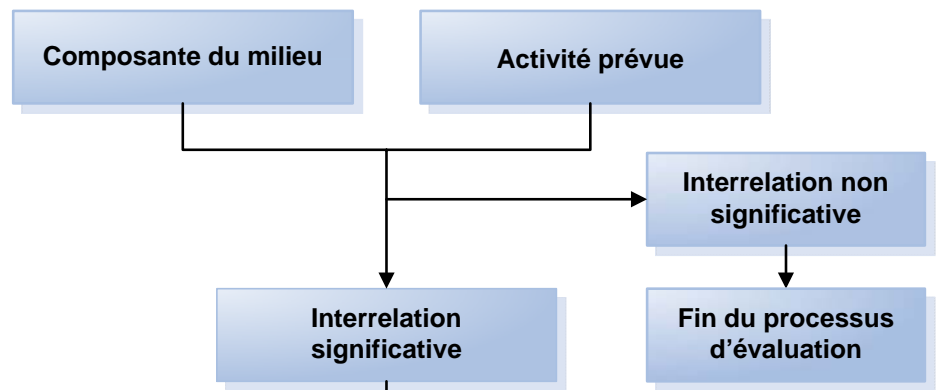 Composante du milieu
Activité prévue
Interrelation non
significative
Interrelation
significative
Fin du processus
d’évaluation